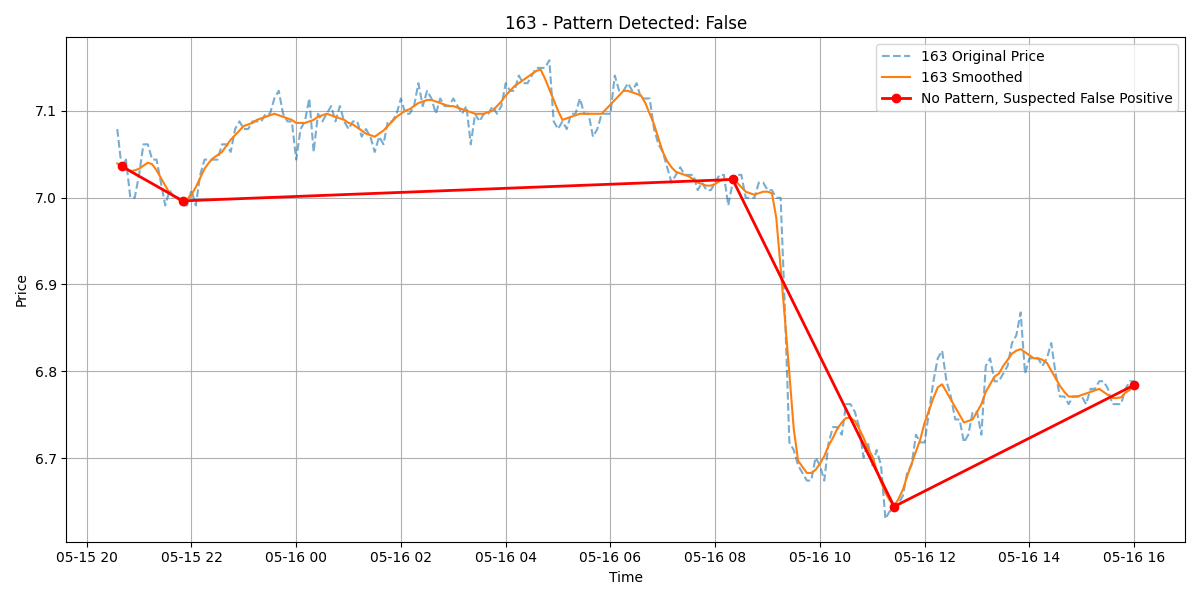 163 - Pattern Detected: False
163 Original Price
163 Smoothed
No Pattern, Suspected False Positive
Price
7.1
7.0
6.9
6.8
6.7
05-15 20 05-15 22 05-16 00 05-16 02 05-16 04 05-16 06 05-16 08 05-16 10 05-16 12 05-16 14 05-16 16
Time